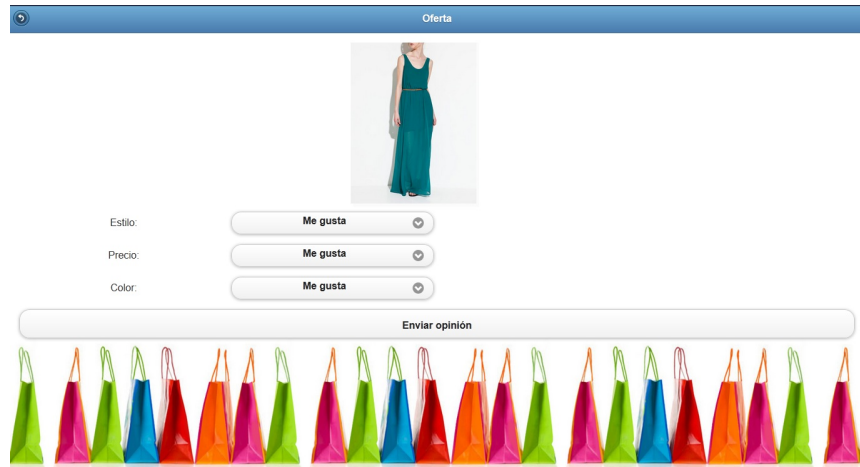 Oferta
Estilo: Me gusta
Precio: Me gusta
Color: Me gusta
Enviar opinión